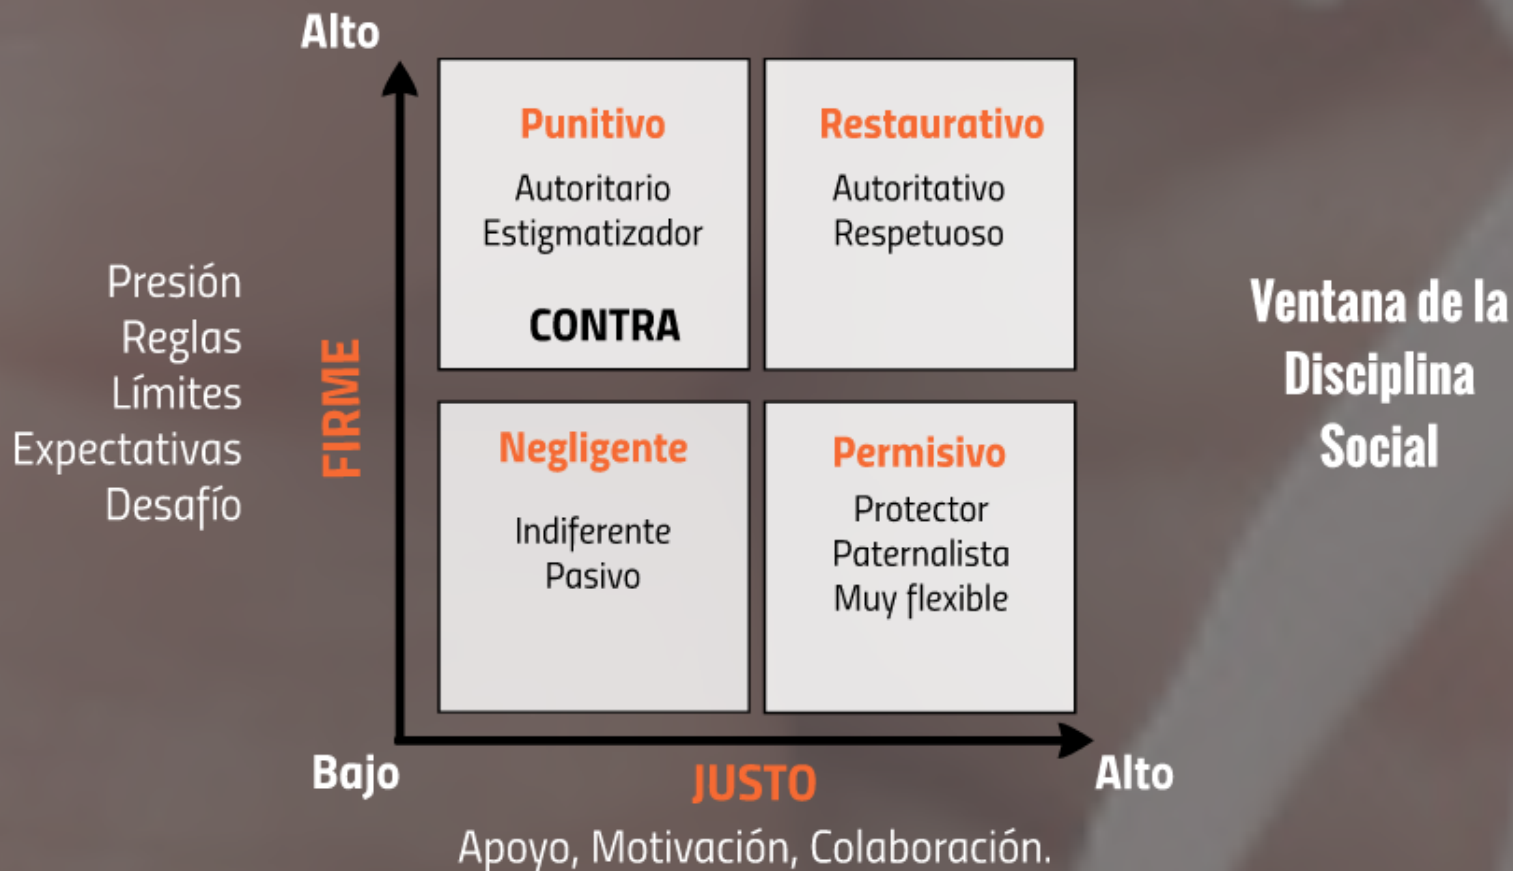 Alto
Punitivo
Autoritario
Estigmatizador
CONTRA
Restaurativo
Autoritativo
Respetuoso
Presión
Reglas
Límites
Expectativas
Desafío
FIRME
Negligente
Indiferente
Pasivo
Permisivo
Protector
Paternalista
Muy flexible
Ventana de la
Disciplina
Social
Bajo
JUSTO
Alto
Apoyo, Motivación, Colaboración.